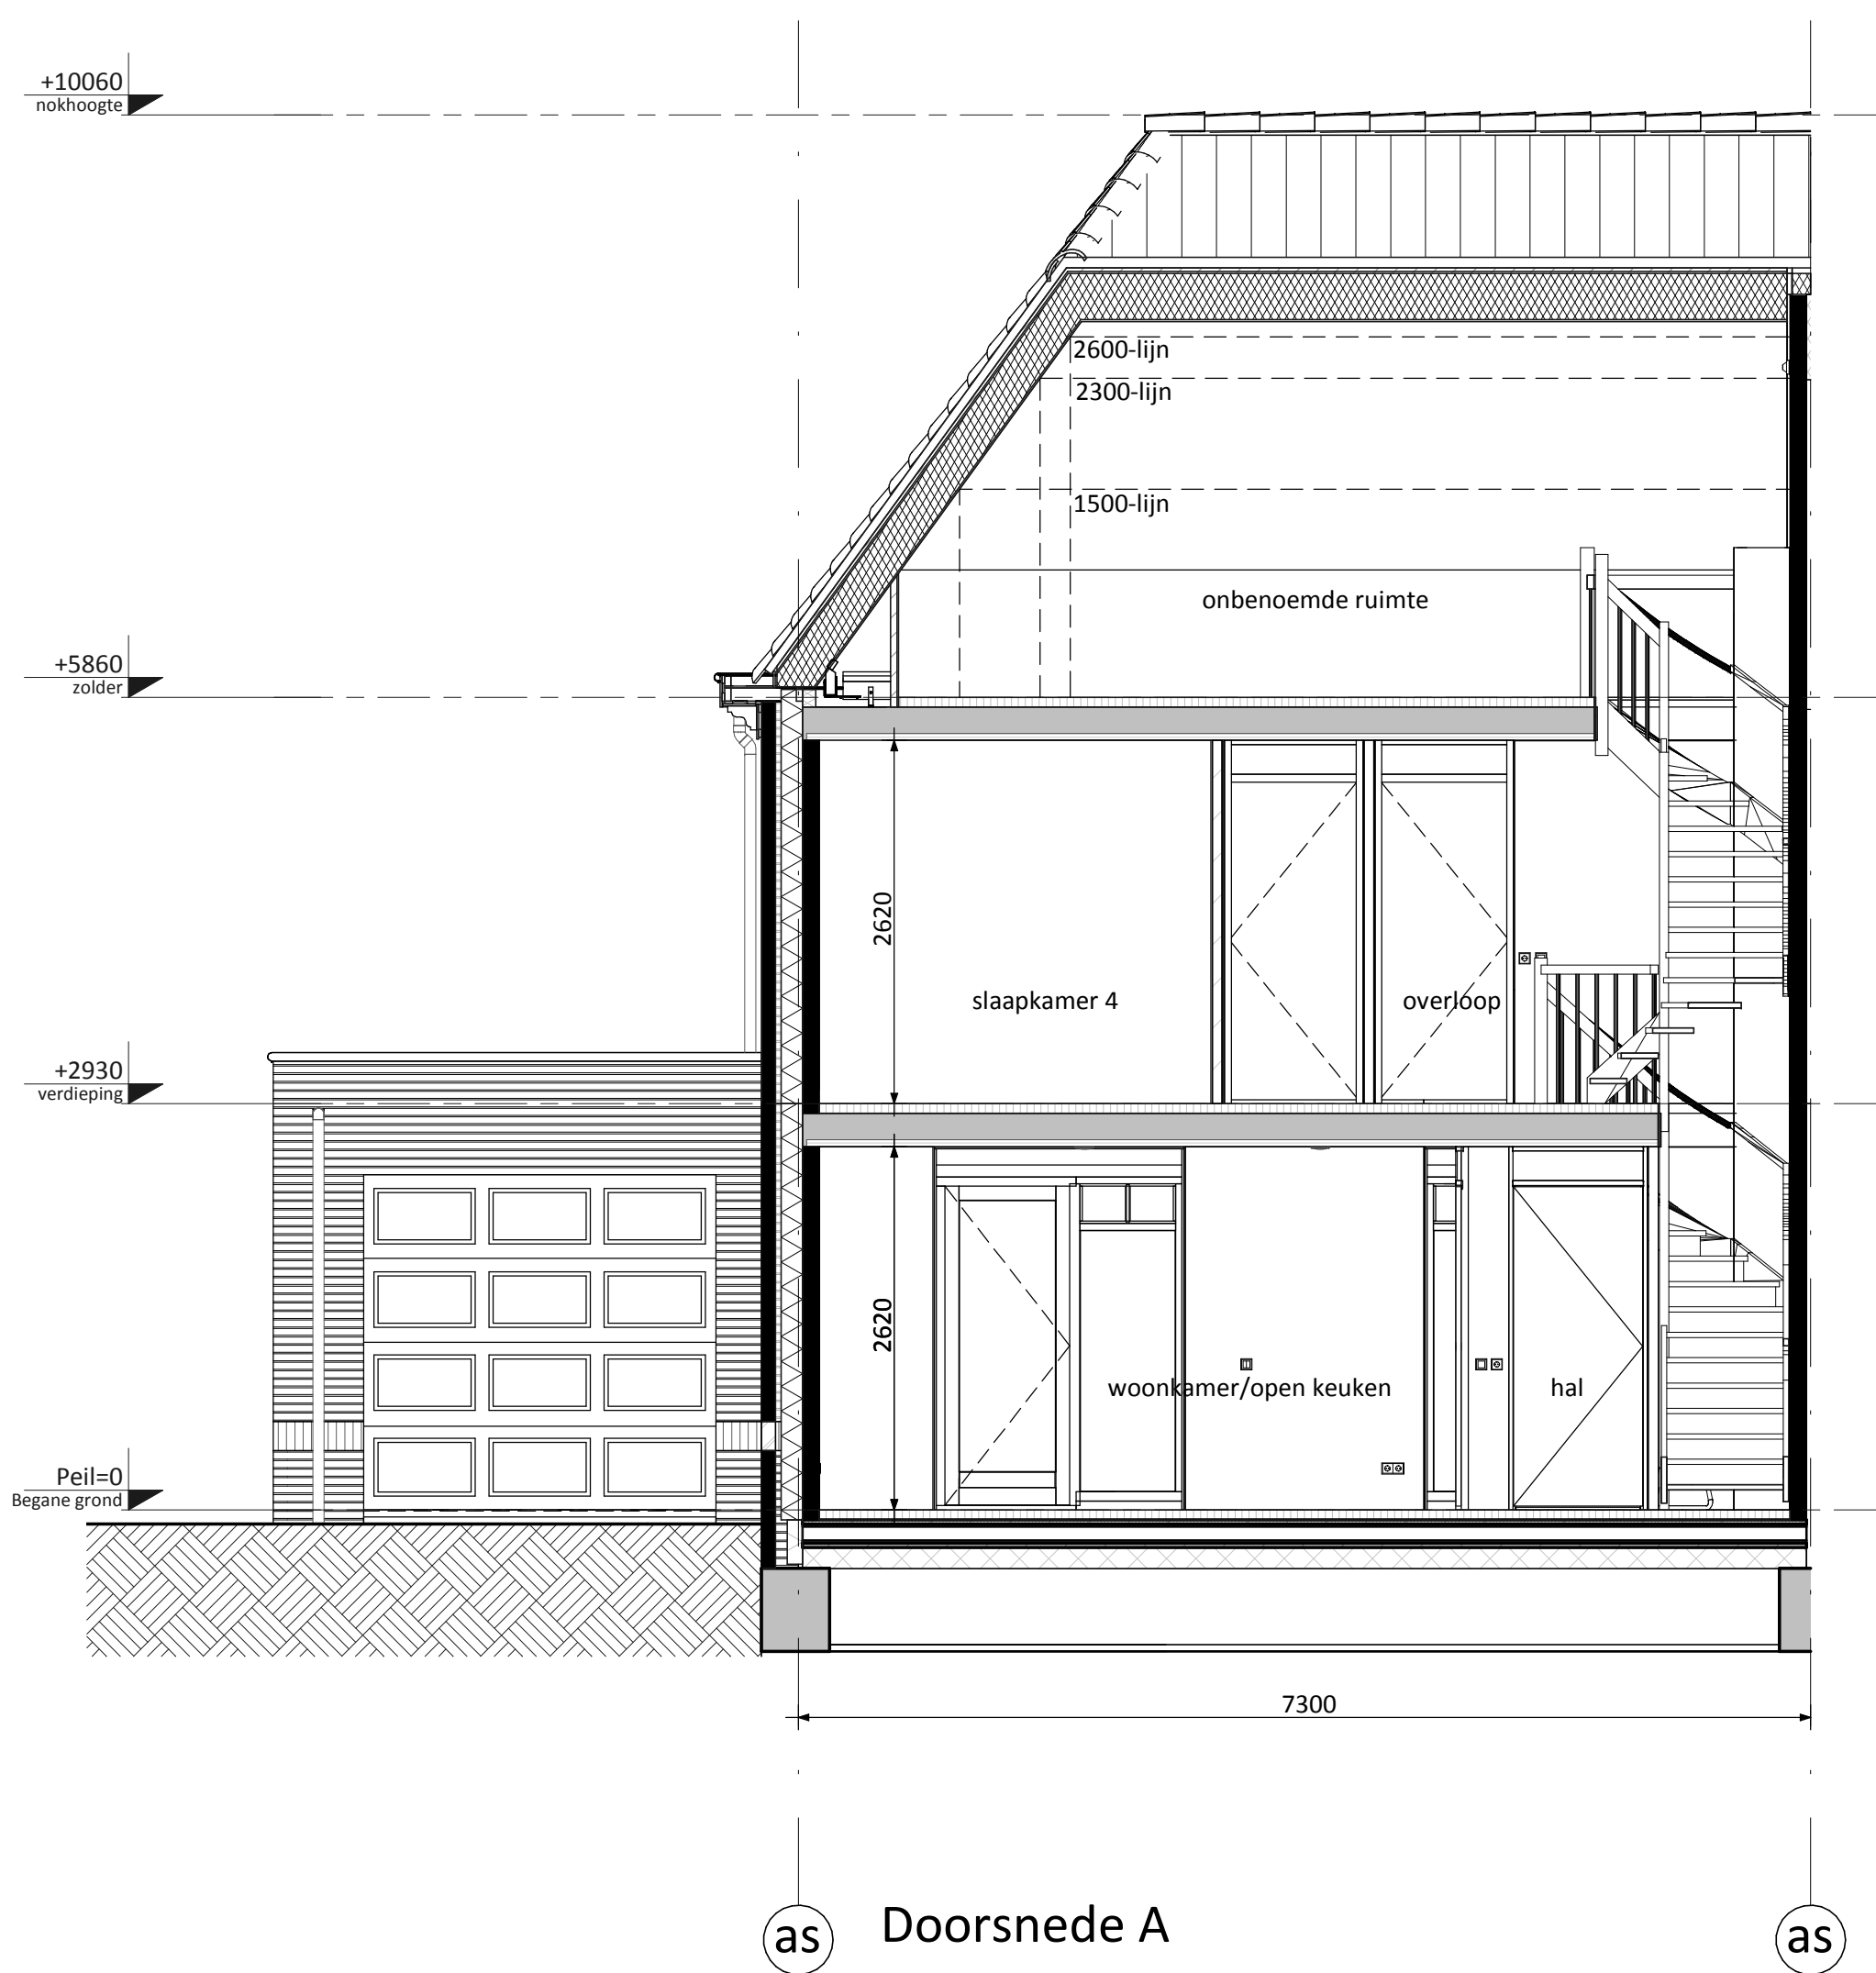 +10060
nokhoogte
2600-lijn
2300-lijn
1500-lijn
onbenoemde ruimte
+5860
zolder
2620
slaapkamer 4
overloop
+2930
verdieping
2620
woonkamer/open keuken
hal
Peil=0
Begane grond
7300
as
Doorsnede A
as